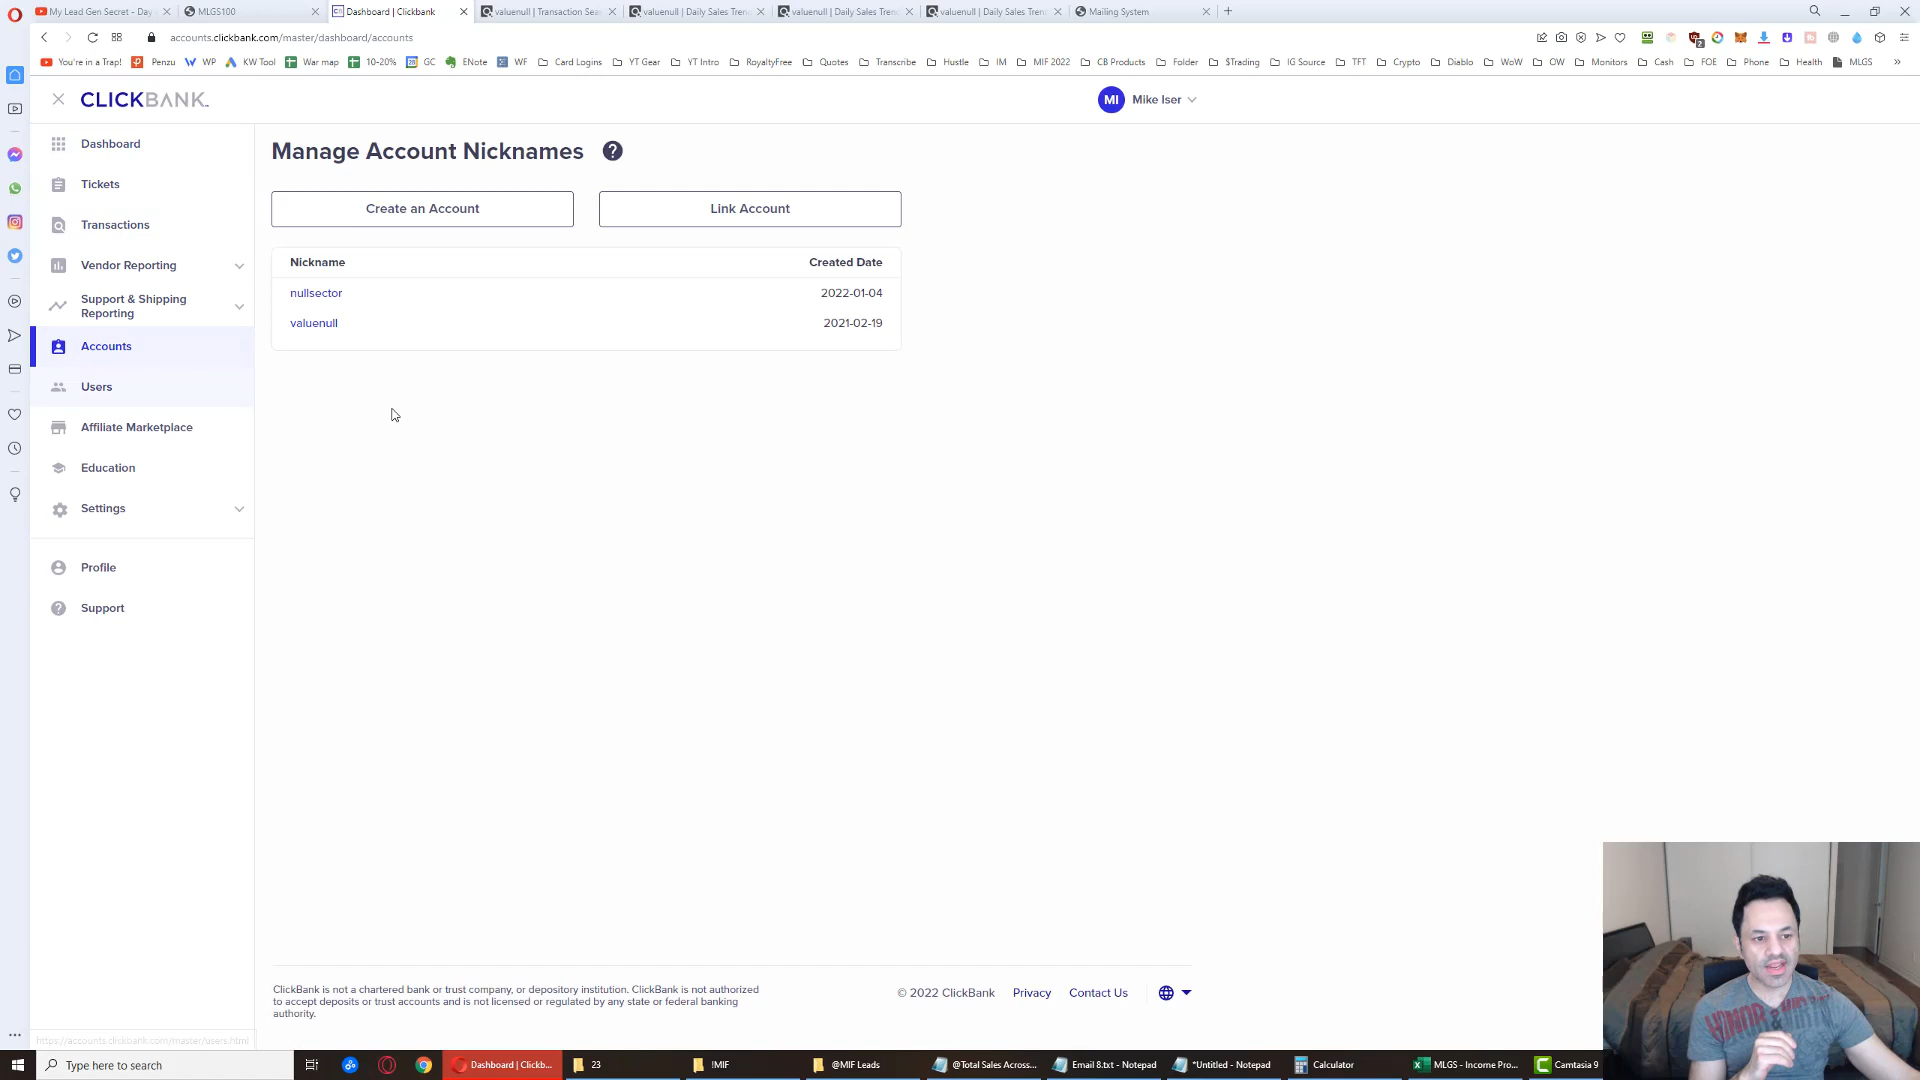 My Lead Gen Secret - Day
MLGS100
Dashboard | Clickbank
valuenull | Transaction Sea
valuenull | Daily Sales Tren
valuenull | Daily Sales Tren
valuenull | Daily Sales Tren
Mailing System
accounts.clickbank.com/master/dashboard/accounts
You're in a Trap!
Penzu
WP
KW Tool
War map
10-20%
GC
ENote
WF
Card Logins
YT Gear
YT Intro
RoyaltyFree
Quotes
Transcribe
Hustle
IM
MIF 2022
CB Products
Folder
$Trading
IG Source
TFT
Crypto
Diablo
WoW
OW
Monitors
Cash
FOE
Phone
Health
MLGS
CLICKBANK
MI
Mike Iser
Dashboard
Tickets
Transactions
Vendor Reporting
Support & Shipping
Reporting
Accounts
Users
Affiliate Marketplace
Education
Settings
Profile
Support
Manage Account Nicknames
Create an Account
Link Account
Nickname
Created Date
nullsector
2022-01-04
valuenull
2021-02-19
ClickBank is not a chartered bank or trust company, or depository institution. ClickBank is not authorized
to accept deposits or trust accounts and is not licensed or regulated by any state or federal banking
authority.
© 2022 ClickBank
Privacy
Contact Us
https://accounts.clickbank.com/master/users.html
Type here to search
Dashboard | Clickb...
23
!MIF
@MIF Leads
@Total Sales Across...
Email 8.txt - Notepad
*Untitled - Notepad
Calculator
MLGS - Income Pro...
Camtasia 9